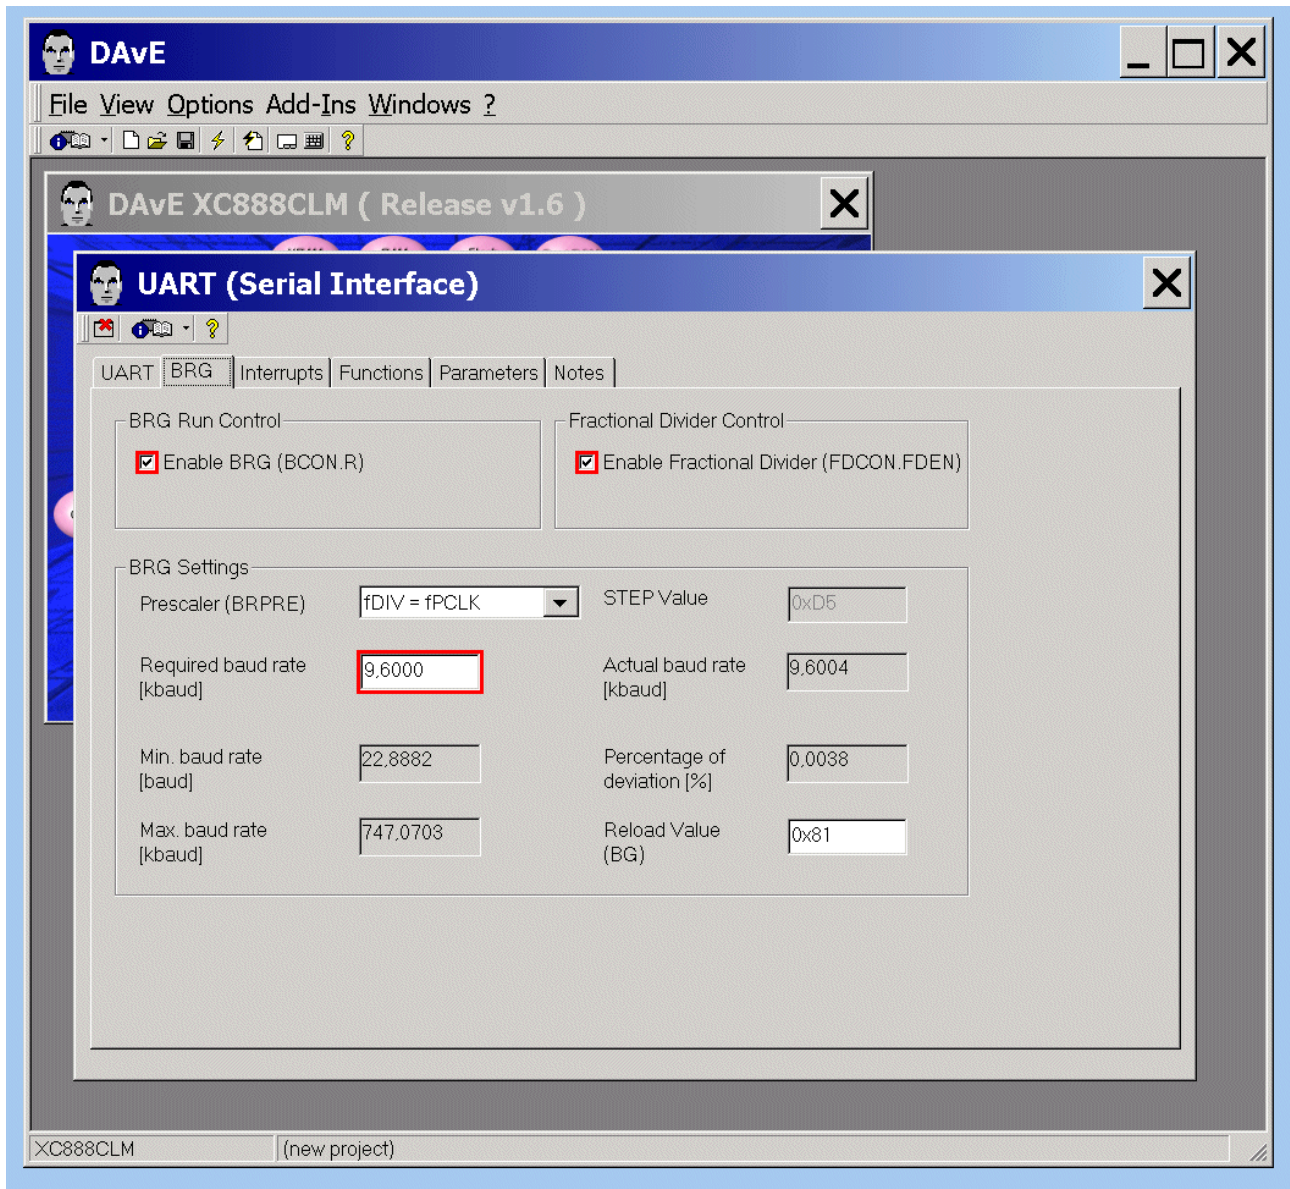 DAvE
File View Options Add-Ins Windows ?
DAvE XC888CLM ( Release v1.6 )
UART (Serial Interface)
UART BRG Interrupts Functions Parameters Notes
BRG Run Control
Enable BRG (BCON.R)
Fractional Divider Control
Enable Fractional Divider (FDCON.FDEN)
BRG Settings
Prescaler (BRPRE) fDIV = fPCLK STEP Value 0xD5
Required baud rate
[kbaud]
9,6000
Actual baud rate
[kbaud]
9,6004
Min. baud rate
[baud]
22,8882
Percentage of
deviation [%]
0,0038
Max. baud rate
[kbaud]
747,0703
Reload Value
(BG)
0x81
XC888CLM (new project)